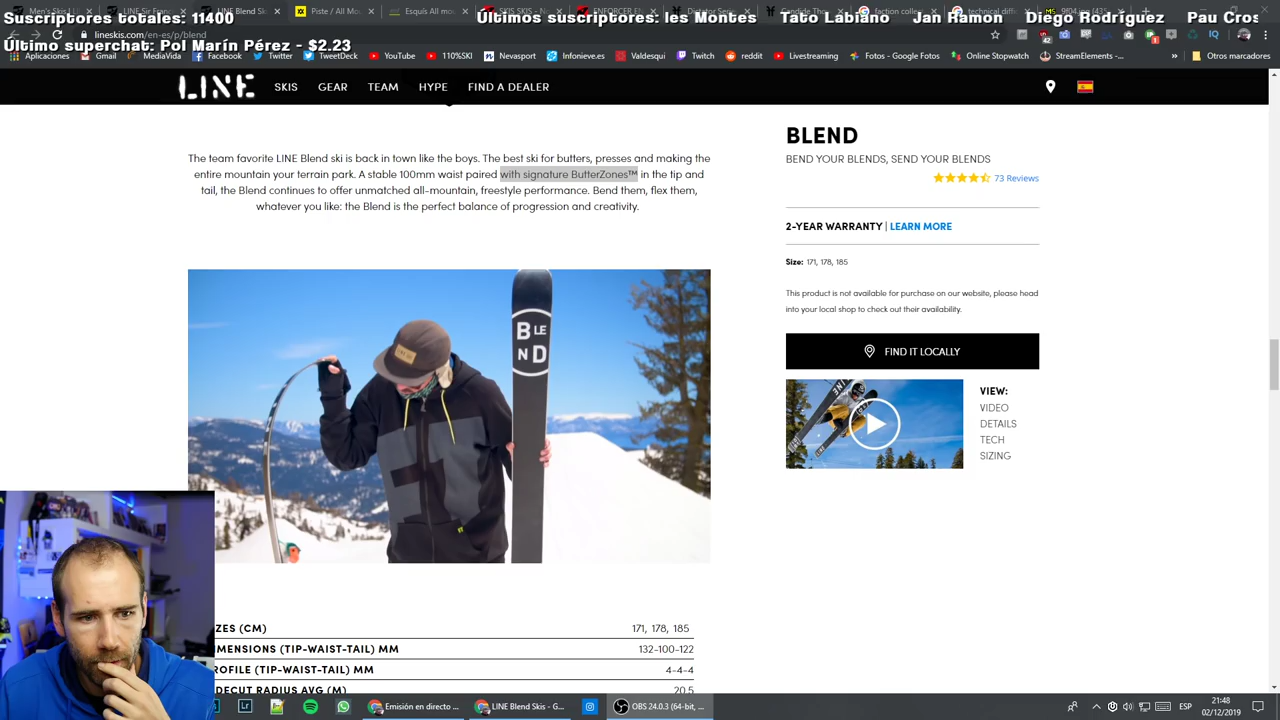 Suscriptores totales: 11400
Últimos suscriptores: les Montes Tato Labiano Jan Ramon Diego Rodríguez Pau Cros
lineskis.com/en-es/p/blend
Último superchat: Pol Marín Pérez - $2.23
Aplicaciones Gmail MediaVida Facebook Twitter TweetDeck YouTube 110%SKI Nevasport Infonieve.es Valdesqui Twitch reddit Livestreaming Favoritos - Google Fotos Online Stopwatch StreamElements -... » Otros marcadores
LINE SKIS GEAR TEAM HYPE FIND A DEALER
The team favorite LINE Blend ski is back in town like the boys. The best ski for butters, presses and making the
entire mountain your terrain park. A stable 100mm waist paired with signature ButterZones™ in the tip and
tail, the Blend continues to offer unmatched all-mountain, freestyle performance. Bend them, flex them,
whatever you like: the Blend is the perfect balance of progression and creativity.
BLEND
BEND YOUR BLENDS, SEND YOUR BLENDS
73 Reviews
2-YEAR WARRANTY | LEARN MORE
Size: 171, 178, 185
This product is not available for purchase on our website, please head
into your local shop to check out their availability.
FIND IT LOCALLY
VIEW:
VIDEO
DETAILS
TECH
SIZING
B LE
N D
ZES (CM) 171, 178, 185
MENSIONS (TIP-WAIST-TAIL) MM 132-100-122
ROFILE (TIP-WAIST-TAIL) MM 4-4-4
DECUT RADIUS AVG (M) 20.5
Emisión en directo ... LINE Blend Skis - G... OBS 24.0.3 (64-bit, ... ESP
21:48
02/12/2019